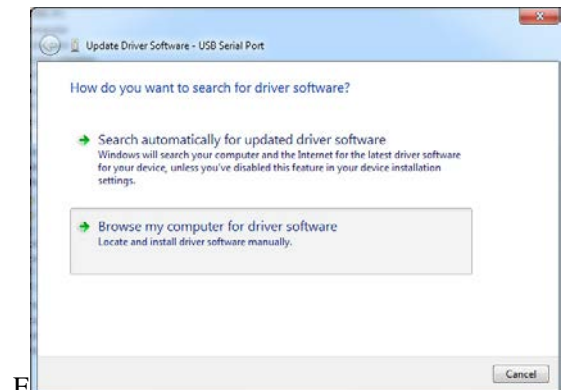 Update Driver Software - USB Serial Port
How do you want to search for driver software?
Search automatically for updated driver software
Windows will search your computer and the Internet for the latest driver software
for your device, unless you've disabled this feature in your device installation
settings.
Browse my computer for driver software
Locate and install driver software manually.
Cancel